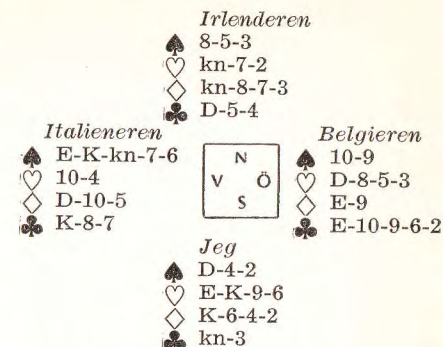 Irlenderen
♠ 8-5-3
♡ kn-7-2
♢ kn-8-7-3
♣ D-5-4
Italieneren
♠ E-K-kn-7-6
♡ 10-4
♢ D-10-5
♣ K-8-7
N
V Ö
S
Belgieren
♠ 10-9
♡ D-8-5-3
♢ E-9
♣ E-10-9-6-2
Jeg
♠ D-4-2
♡ E-K-9-6
♢ K-6-4-2
♣ kn-3